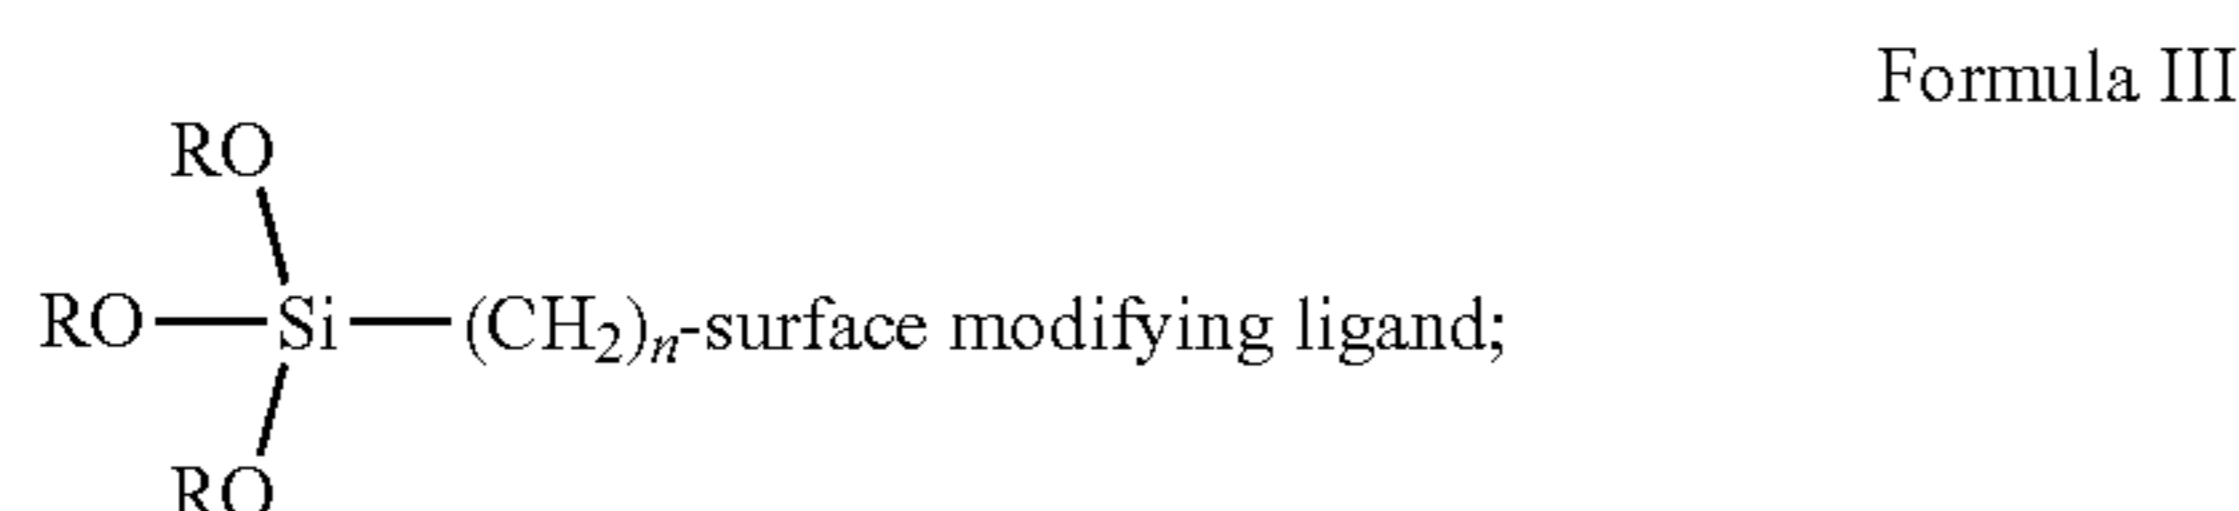 Formula III
RO
RO—Si—(CH₂)ₙ-surface modifying ligand;
RO